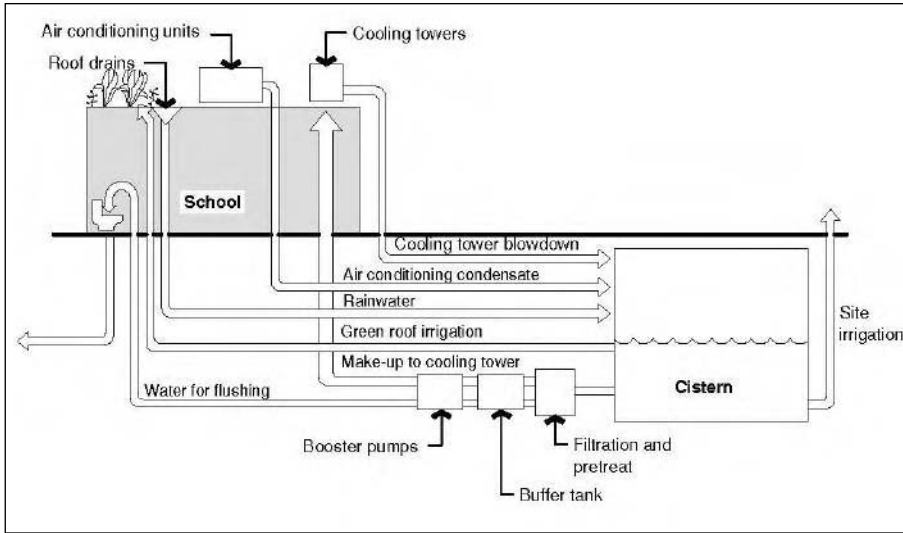 Air conditioning units
Cooling towers
Roof drains
School
Cooling tower blowdown
Air conditioning condensate
Rainwater
Green roof irrigation
Site
irrigation
Make-up to cooling tower
Cistern
Water for flushing
Booster pumps
Filtration and
pretreat
Buffer tank